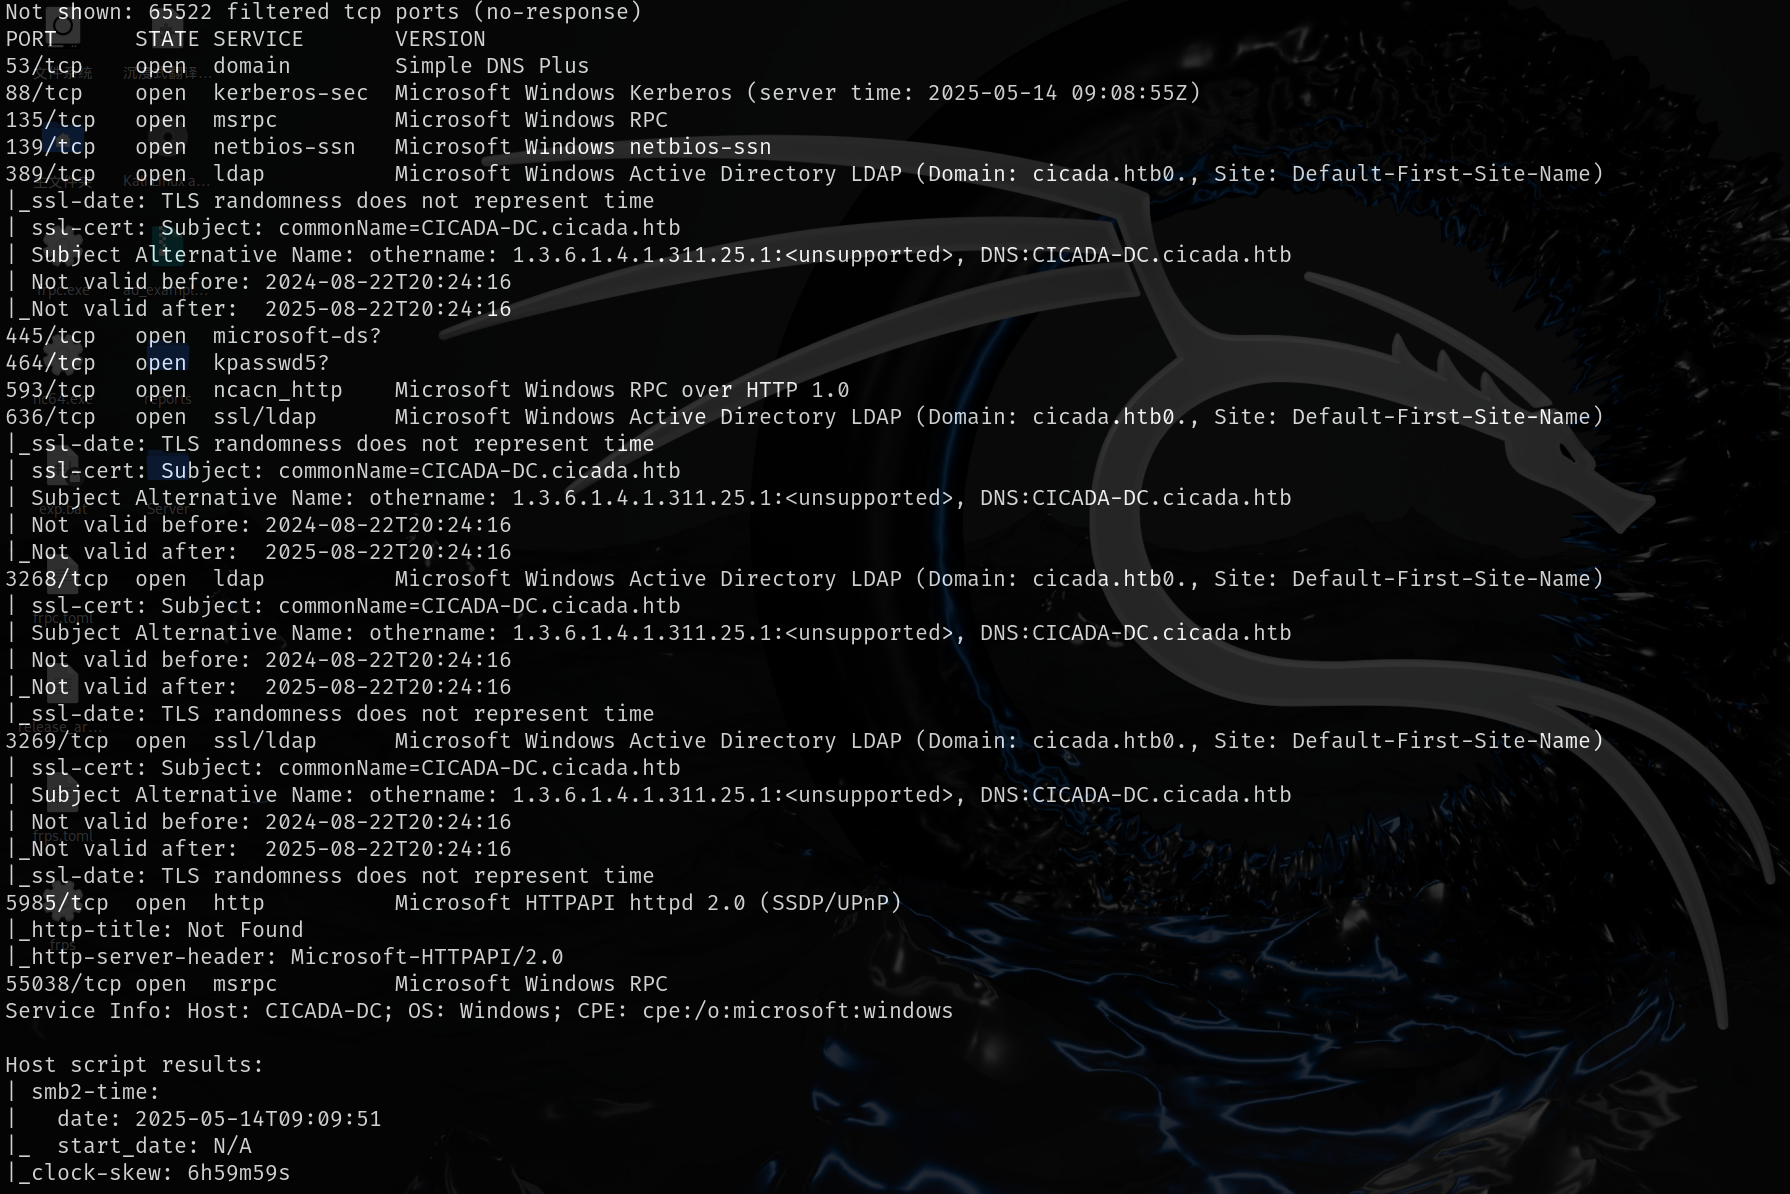 Not shown: 65522 filtered tcp ports (no-response)
PORT      STATE SERVICE       VERSION
53/tcp    open  domain        Simple DNS Plus
88/tcp    open  kerberos-sec  Microsoft Windows Kerberos (server time: 2025-05-14 09:08:55Z)
135/tcp   open  msrpc         Microsoft Windows RPC
139/tcp   open  netbios-ssn   Microsoft Windows netbios-ssn
389/tcp   open  ldap          Microsoft Windows Active Directory LDAP (Domain: cicada.htb0., Site: Default-First-Site-Name)
|_ssl-date: TLS randomness does not represent time
| ssl-cert: Subject: commonName=CICADA-DC.cicada.htb
| Subject Alternative Name: othername: 1.3.6.1.4.1.311.25.1:<unsupported>, DNS:CICADA-DC.cicada.htb
| Not valid before: 2024-08-22T20:24:16
|_Not valid after:  2025-08-22T20:24:16
445/tcp   open  microsoft-ds?
464/tcp   open  kpasswd5?
593/tcp   open  ncacn_http    Microsoft Windows RPC over HTTP 1.0
636/tcp   open  ssl/ldap      Microsoft Windows Active Directory LDAP (Domain: cicada.htb0., Site: Default-First-Site-Name)
|_ssl-date: TLS randomness does not represent time
| ssl-cert: Subject: commonName=CICADA-DC.cicada.htb
| Subject Alternative Name: othername: 1.3.6.1.4.1.311.25.1:<unsupported>, DNS:CICADA-DC.cicada.htb
| Not valid before: 2024-08-22T20:24:16
|_Not valid after:  2025-08-22T20:24:16
3268/tcp  open  ldap          Microsoft Windows Active Directory LDAP (Domain: cicada.htb0., Site: Default-First-Site-Name)
| ssl-cert: Subject: commonName=CICADA-DC.cicada.htb
| Subject Alternative Name: othername: 1.3.6.1.4.1.311.25.1:<unsupported>, DNS:CICADA-DC.cicada.htb
| Not valid before: 2024-08-22T20:24:16
|_Not valid after:  2025-08-22T20:24:16
|_ssl-date: TLS randomness does not represent time
3269/tcp  open  ssl/ldap      Microsoft Windows Active Directory LDAP (Domain: cicada.htb0., Site: Default-First-Site-Name)
| ssl-cert: Subject: commonName=CICADA-DC.cicada.htb
| Subject Alternative Name: othername: 1.3.6.1.4.1.311.25.1:<unsupported>, DNS:CICADA-DC.cicada.htb
| Not valid before: 2024-08-22T20:24:16
|_Not valid after:  2025-08-22T20:24:16
|_ssl-date: TLS randomness does not represent time
5985/tcp  open  http          Microsoft HTTPAPI httpd 2.0 (SSDP/UPnP)
|_http-title: Not Found
|_http-server-header: Microsoft-HTTPAPI/2.0
55038/tcp open  msrpc         Microsoft Windows RPC
Service Info: Host: CICADA-DC; OS: Windows; CPE: cpe:/o:microsoft:windows
Host script results:
| smb2-time:
|   date: 2025-05-14T09:09:51
|_  start_date: N/A
|_clock-skew: 6h59m59s
frpc.exe
reports
exp.bat
Server
frpc.toml
frps.toml
frps